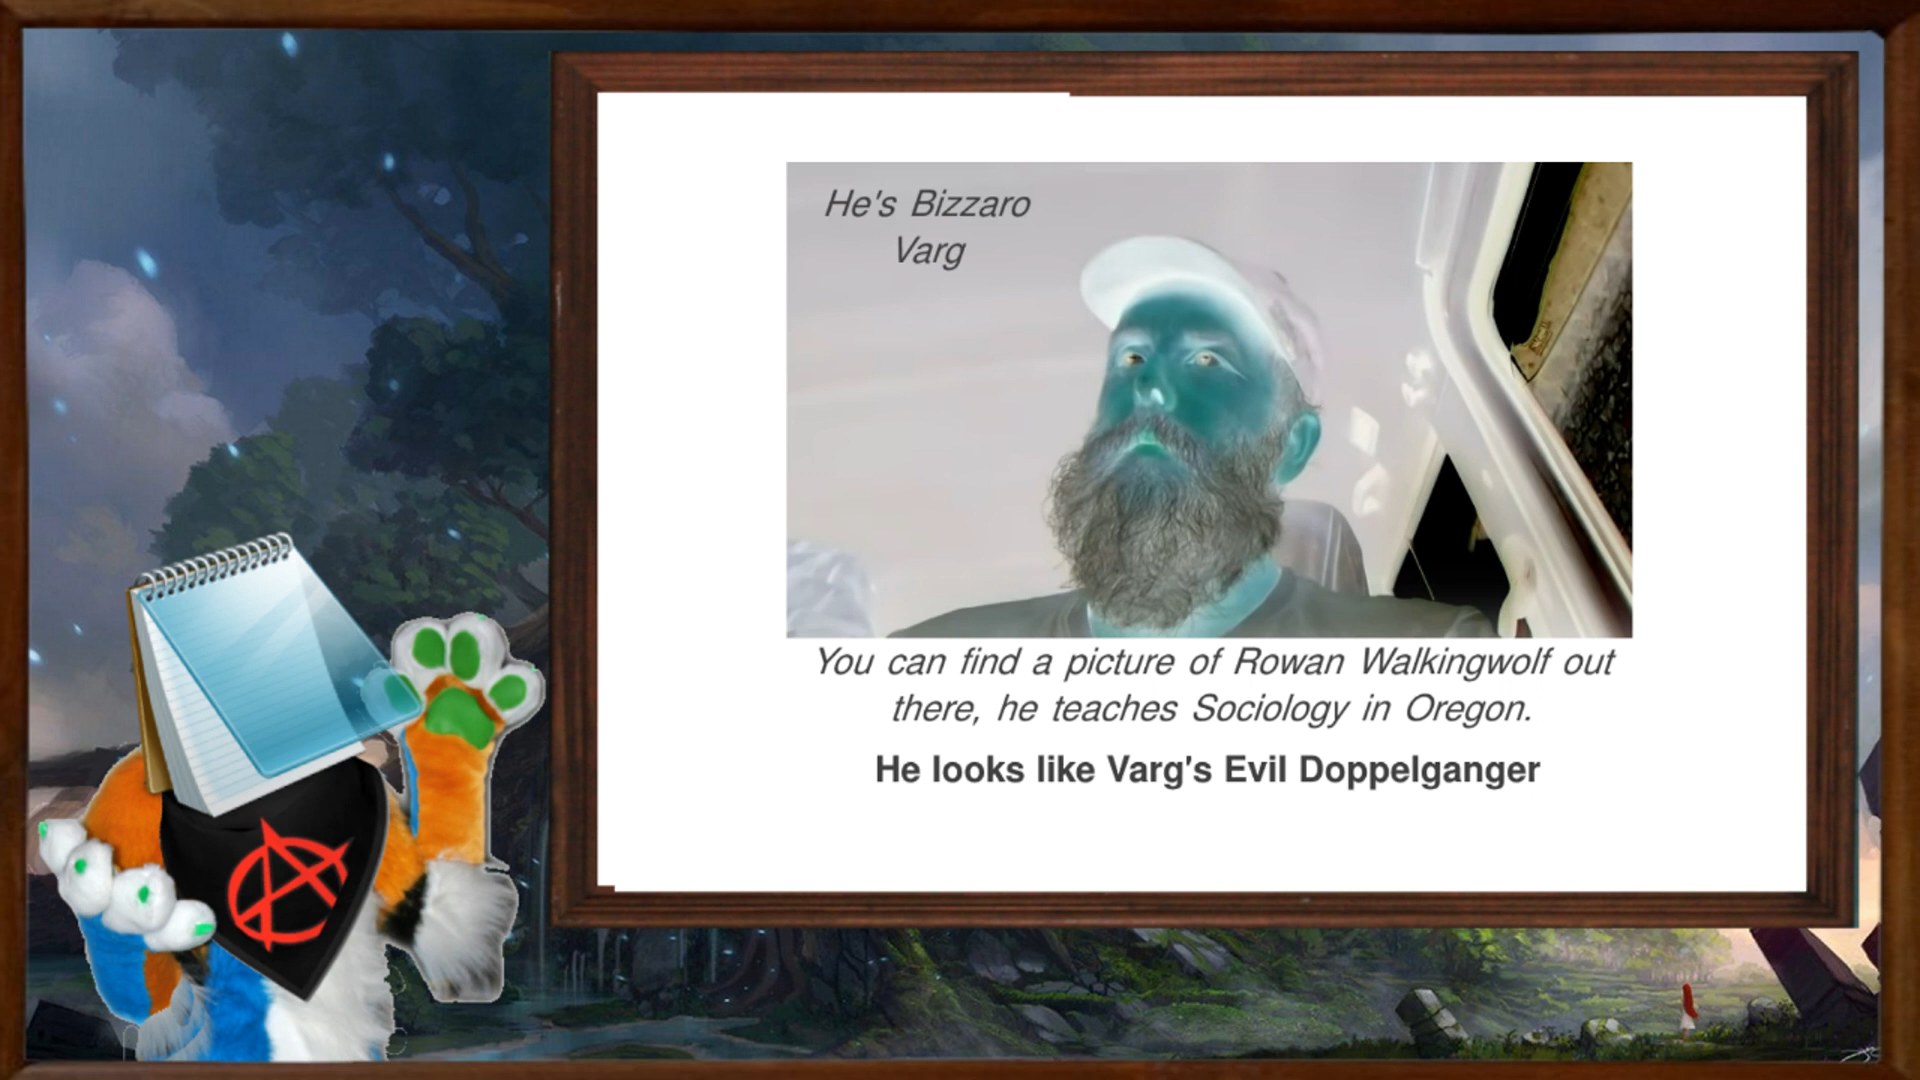 He's Bizzaro
Varg
You can find a picture of Rowan Walkingwolf out
there, he teaches Sociology in Oregon.
He looks like Varg's Evil Doppelganger